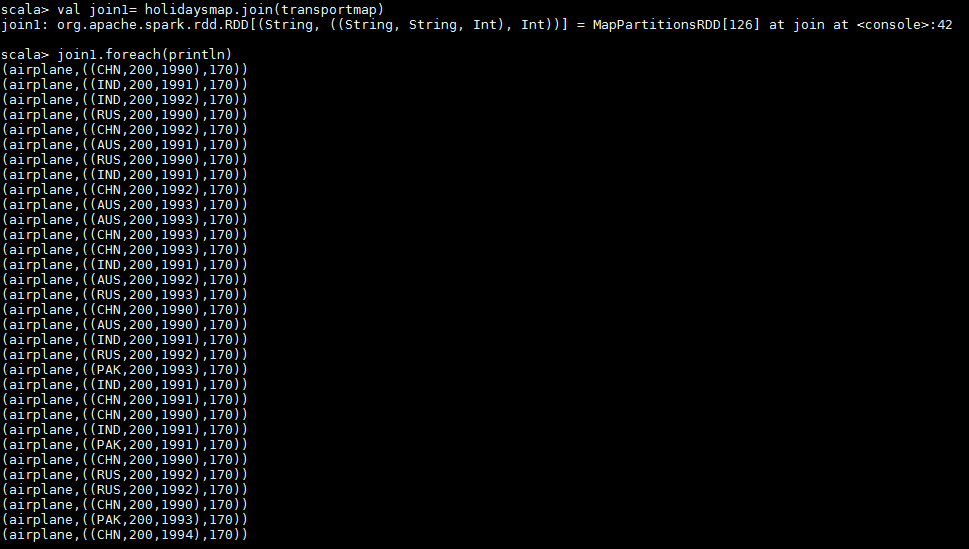 scala> val join1= holidaysmap.join(transportmap)
join1: org.apache.spark.rdd.RDD[(String, ((String, String, Int), Int))] = MapPartitionsRDD[126] at join at <console>:42
scala> join1.foreach(println)
(airplane,((CHN,200,1990),170))
(airplane,((IND,200,1991),170))
(airplane,((IND,200,1992),170))
(airplane,((RUS,200,1990),170))
(airplane,((CHN,200,1992),170))
(airplane,((AUS,200,1991),170))
(airplane,((RUS,200,1990),170))
(airplane,((IND,200,1991),170))
(airplane,((CHN,200,1992),170))
(airplane,((AUS,200,1993),170))
(airplane,((AUS,200,1993),170))
(airplane,((CHN,200,1993),170))
(airplane,((CHN,200,1993),170))
(airplane,((IND,200,1991),170))
(airplane,((AUS,200,1992),170))
(airplane,((RUS,200,1993),170))
(airplane,((CHN,200,1990),170))
(airplane,((AUS,200,1990),170))
(airplane,((IND,200,1991),170))
(airplane,((RUS,200,1992),170))
(airplane,((PAK,200,1993),170))
(airplane,((IND,200,1991),170))
(airplane,((CHN,200,1991),170))
(airplane,((CHN,200,1990),170))
(airplane,((IND,200,1991),170))
(airplane,((PAK,200,1991),170))
(airplane,((CHN,200,1990),170))
(airplane,((RUS,200,1992),170))
(airplane,((RUS,200,1992),170))
(airplane,((CHN,200,1990),170))
(airplane,((PAK,200,1993),170))
(airplane,((CHN,200,1994),170))